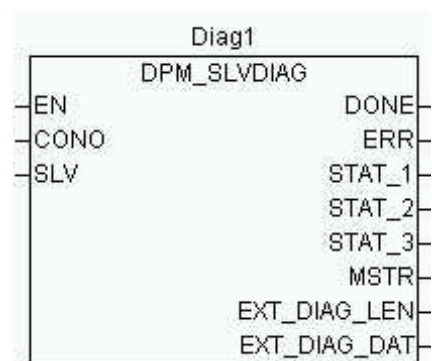 Diag1
DPM_SLVDIAG
EN DONE
CONO ERR
SLV STAT_1
STAT_2
STAT_3
MSTR
EXT_DIAG_LEN
EXT_DIAG_DAT